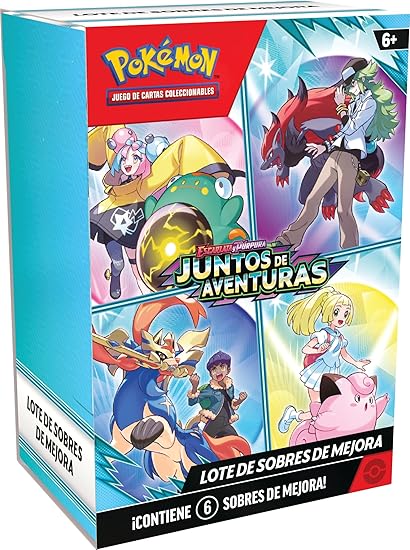 POKÉMON
JUEGO DE CARTAS COLECCIONABLES
6+
ESCARLATA Y PÚRPURA
JUNTOS DE
AVENTURAS
LOTE DE SOBRES
DE MEJORA
LOTE DE SOBRES DE MEJORA
¡CONTIENE 6 SOBRES DE MEJORA!